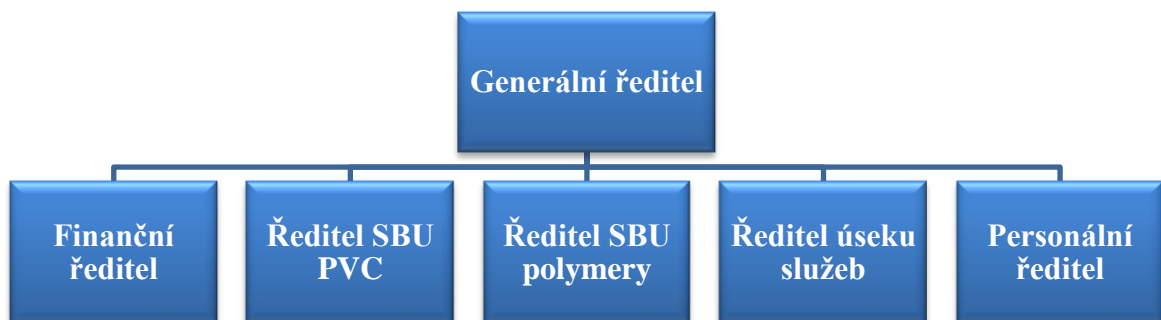 Generální ředitel
Finanční
ředitel
Ředitel SBU
PVC
Ředitel SBU
polymery
Ředitel úseku
služeb
Personální
ředitel